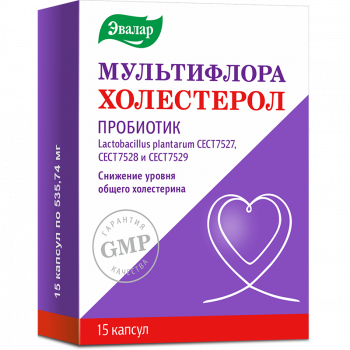 Эвалар
МУЛЬТИФЛОРА
ХОЛЕСТЕРОЛ
ПРОБИОТИК
Lactobacillus plantarum CECT7527,
CECT7528 и CECT7529
Снижение уровня
общего холестерина
ГАРАНТИЯ
GMP
КАЧЕСТВА
15 капсул
15 капсул по 535,74 мг